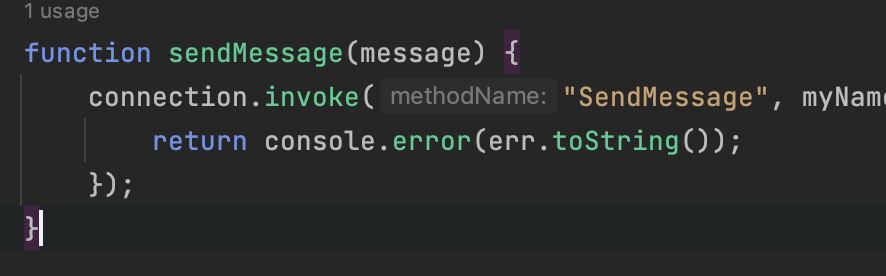 1 usage
function sendMessage(message) {
connection.invoke( methodName: "SendMessage", myName
return console.error(err.toString());
});
}